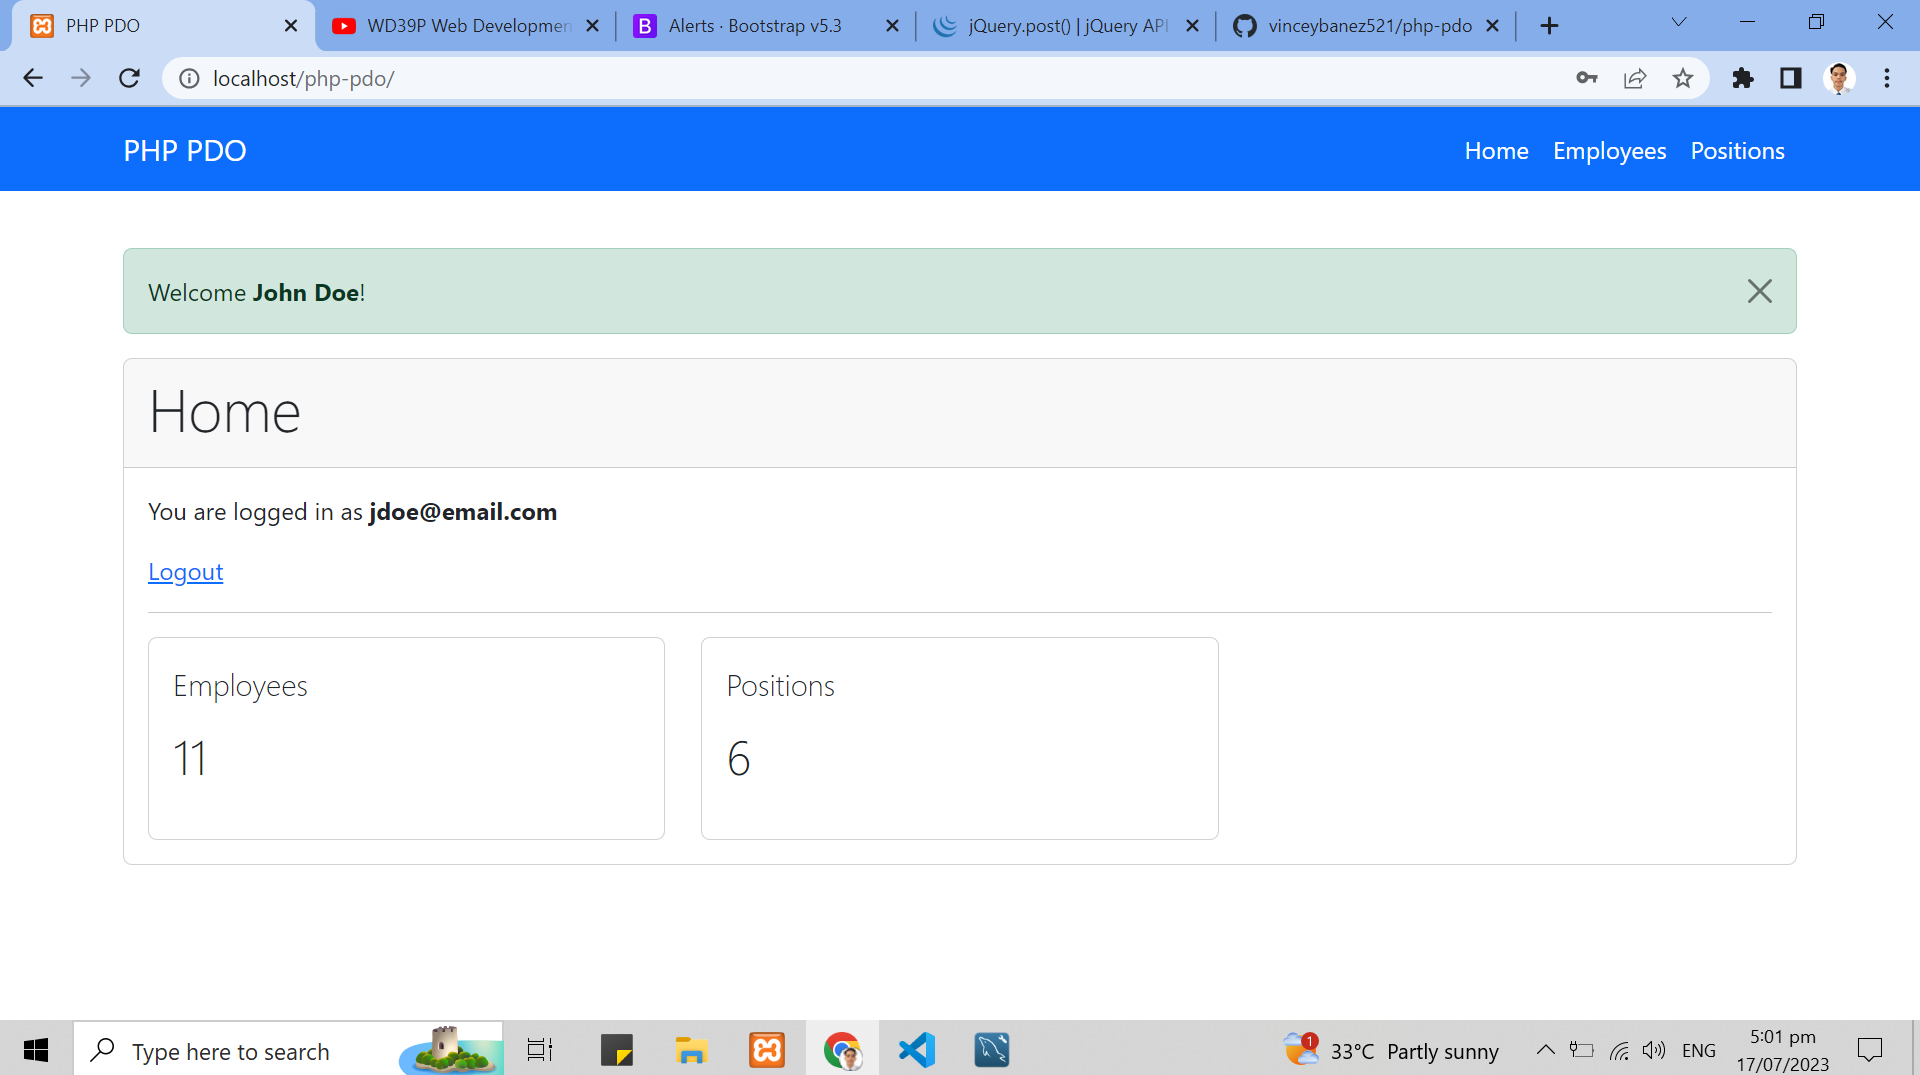 PHP PDO
WD39P Web Developmen
Alerts · Bootstrap v5.3
jQuery.post() | jQuery API
vinceybanez521/php-pdo
localhost/php-pdo/
PHP PDO
Home
Employees
Positions
Welcome John Doe!
Home
You are logged in as jdoe@email.com
Logout
Employees
11
Positions
6
Type here to search
1
33°C Partly sunny
ENG
5:01 pm
17/07/2023